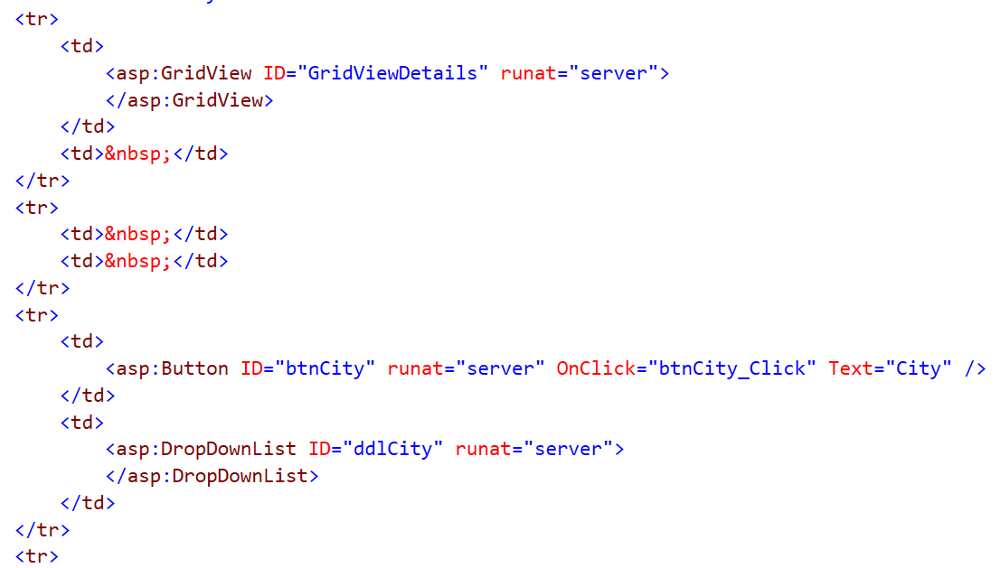 <tr>
    <td>
        <asp:GridView ID="GridViewDetails" runat="server">
        </asp:GridView>
    </td>
    <td>&nbsp;</td>
</tr>
<tr>
    <td>&nbsp;</td>
    <td>&nbsp;</td>
</tr>
<tr>
    <td>
        <asp:Button ID="btnCity" runat="server" OnClick="btnCity_Click" Text="City" />
    </td>
    <td>
        <asp:DropDownList ID="ddlCity" runat="server">
        </asp:DropDownList>
    </td>
</tr>
<tr>